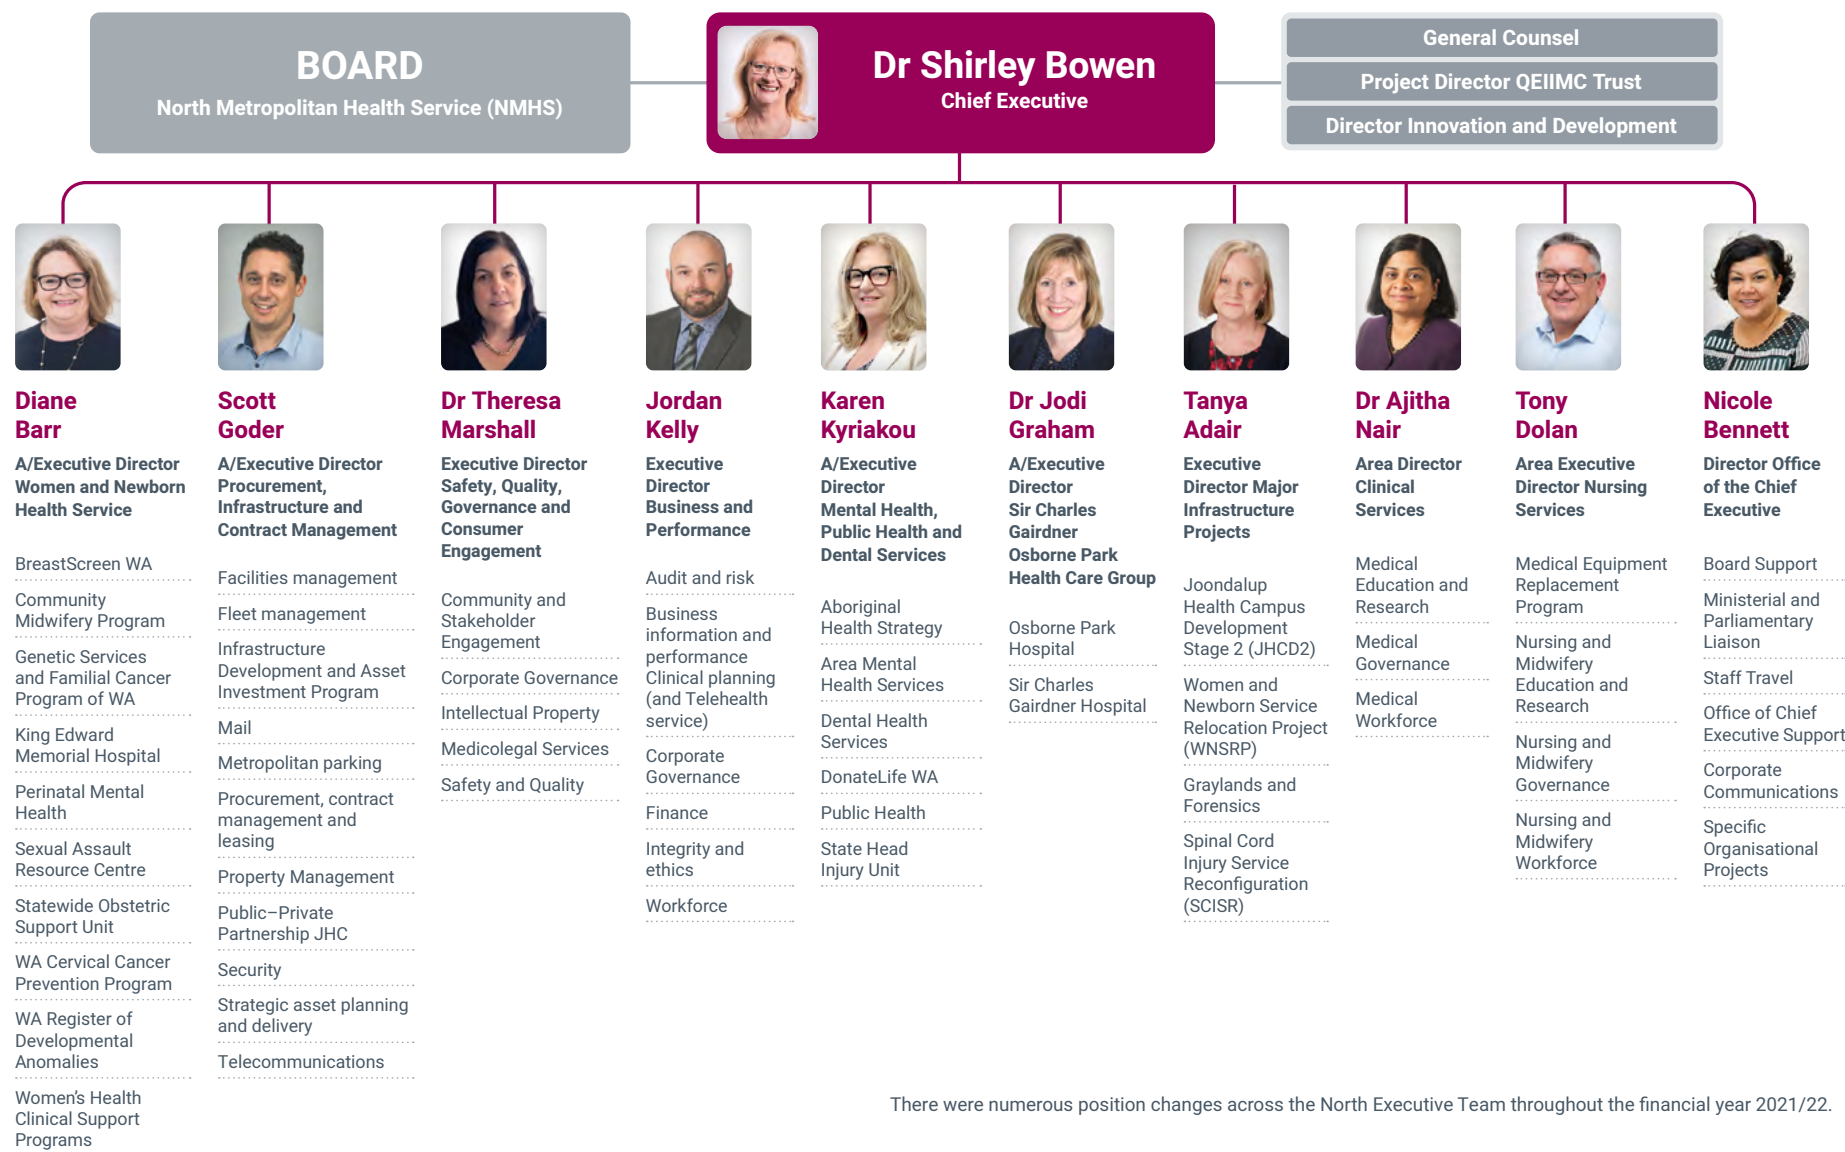 BOARD
North Metropolitan Health Service (NMHS)
Dr Shirley Bowen
Chief Executive
General Counsel
Project Director QEIIMC Trust
Director Innovation and Development
Diane
Barr
A/Executive Director
Women and Newborn
Health Service
BreastScreen WA
Community
Midwifery Program
Genetic Services
and Familial Cancer
Program of WA
King Edward
Memorial Hospital
Perinatal Mental
Health
Sexual Assault
Resource Centre
Statewide Obstetric
Support Unit
WA Cervical Cancer
Prevention Program
WA Register of
Developmental
Anomalies
Women's Health
Clinical Support
Programs
Scott
Goder
A/Executive Director
Procurement,
Infrastructure and
Contract Management
Facilities management
Fleet management
Infrastructure
Development and Asset
Investment Program
Mail
Metropolitan parking
Procurement, contract
management and
leasing
Property Management
Public–Private
Partnership JHC
Security
Strategic asset planning
and delivery
Telecommunications
Dr Theresa
Marshall
Executive Director
Safety, Quality,
Governance and
Consumer
Engagement
Community and
Stakeholder
Engagement
Corporate Governance
Intellectual Property
Medicolegal Services
Safety and Quality
Jordan
Kelly
Executive
Director
Business and
Performance
Audit and risk
Business
information and
performance
Clinical planning
(and Telehealth
service)
Corporate
Governance
Finance
Integrity and
ethics
Workforce
Karen
Kyriakou
A/Executive
Director
Mental Health,
Public Health and
Dental Services
Aboriginal
Health Strategy
Area Mental
Health Services
Dental Health
Services
DonateLife WA
Public Health
State Head
Injury Unit
Dr Jodi
Graham
A/Executive
Director
Sir Charles
Gairdner
Osborne Park
Health Care Group
Osborne Park
Hospital
Sir Charles
Gairdner Hospital
Tanya
Adair
Executive
Director Major
Infrastructure
Projects
Joondalup
Health Campus
Development
Stage 2 (JHCD2)
Women and
Newborn Service
Relocation Project
(WNSRP)
Graylands and
Forensics
Spinal Cord
Injury Service
Reconfiguration
(SCISR)
Dr Ajitha
Nair
Area Director
Clinical
Services
Medical
Education and
Research
Medical
Governance
Medical
Workforce
Tony
Dolan
Area Executive
Director Nursing
Services
Medical Equipment
Replacement
Program
Nursing and
Midwifery
Education and
Research
Nursing and
Midwifery
Governance
Nursing and
Midwifery
Workforce
Nicole
Bennett
Director Office
of the Chief
Executive
Board Support
Ministerial and
Parliamentary
Liaison
Staff Travel
Office of Chief
Executive Support
Corporate
Communications
Specific
Organisational
Projects
There were numerous position changes across the North Executive Team throughout the financial year 2021/22.